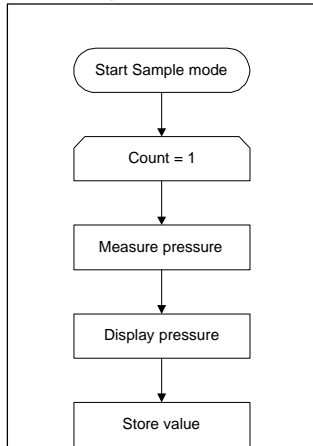 Start Sample mode
Count = 1
Measure pressure
Display pressure
Store value